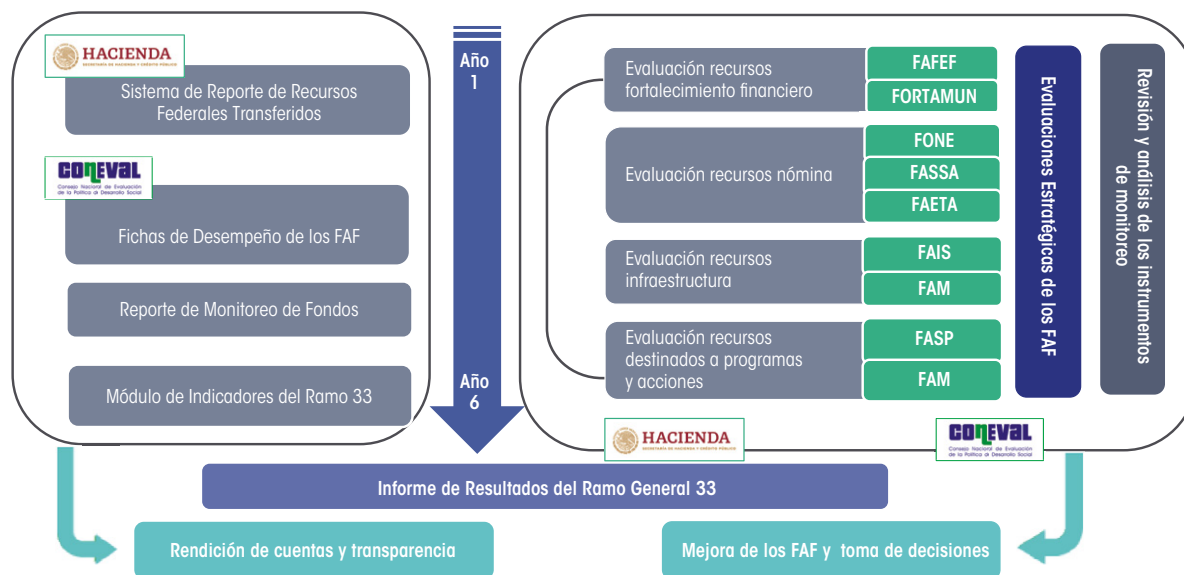 HACIENDA
SECRETARÍA DE HACIENDA Y CRÉDITO PÚBLICO
Sistema de Reporte de Recursos
Federales Transferidos
CONEVAL
Consejo Nacional de Evaluación
de la Política de Desarrollo Social
Fichas de Desempeño de los FAF
Reporte de Monitoreo de Fondos
Módulo de Indicadores del Ramo 33
Año
1
Año
6
Evaluación recursos
fortalecimiento financiero
FAFEF
FORTAMUN
Evaluación recursos nómina
FONE
FASSA
FAETA
Evaluación recursos
infraestructura
FAIS
FAM
Evaluación recursos
destinados a programas
y acciones
FASP
FAM
Evaluaciones Estratégicas de los FAF
Revisión y análisis de los instrumentos
de monitoreo
HACIENDA
SECRETARÍA DE HACIENDA Y CRÉDITO PÚBLICO
CONEVAL
Consejo Nacional de Evaluación
de la Política de Desarrollo Social
Informe de Resultados del Ramo General 33
Rendición de cuentas y transparencia
Mejora de los FAF y toma de decisiones